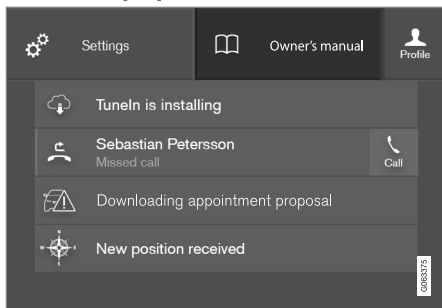 Settings
Owner's manual
Profile
TuneIn is installing
Sebastian Petersson
Missed call
Call
Downloading appointment proposal
N
W E
S
New position received
G063375